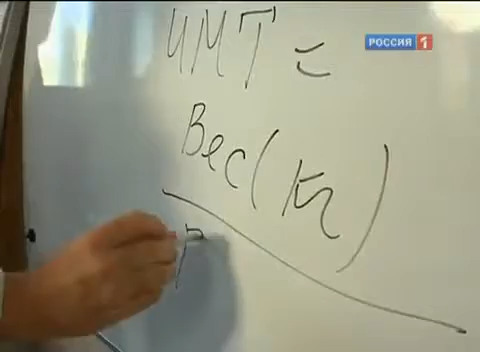 РОССИЯ 1
ИМТ =
Вес (кг)
Р